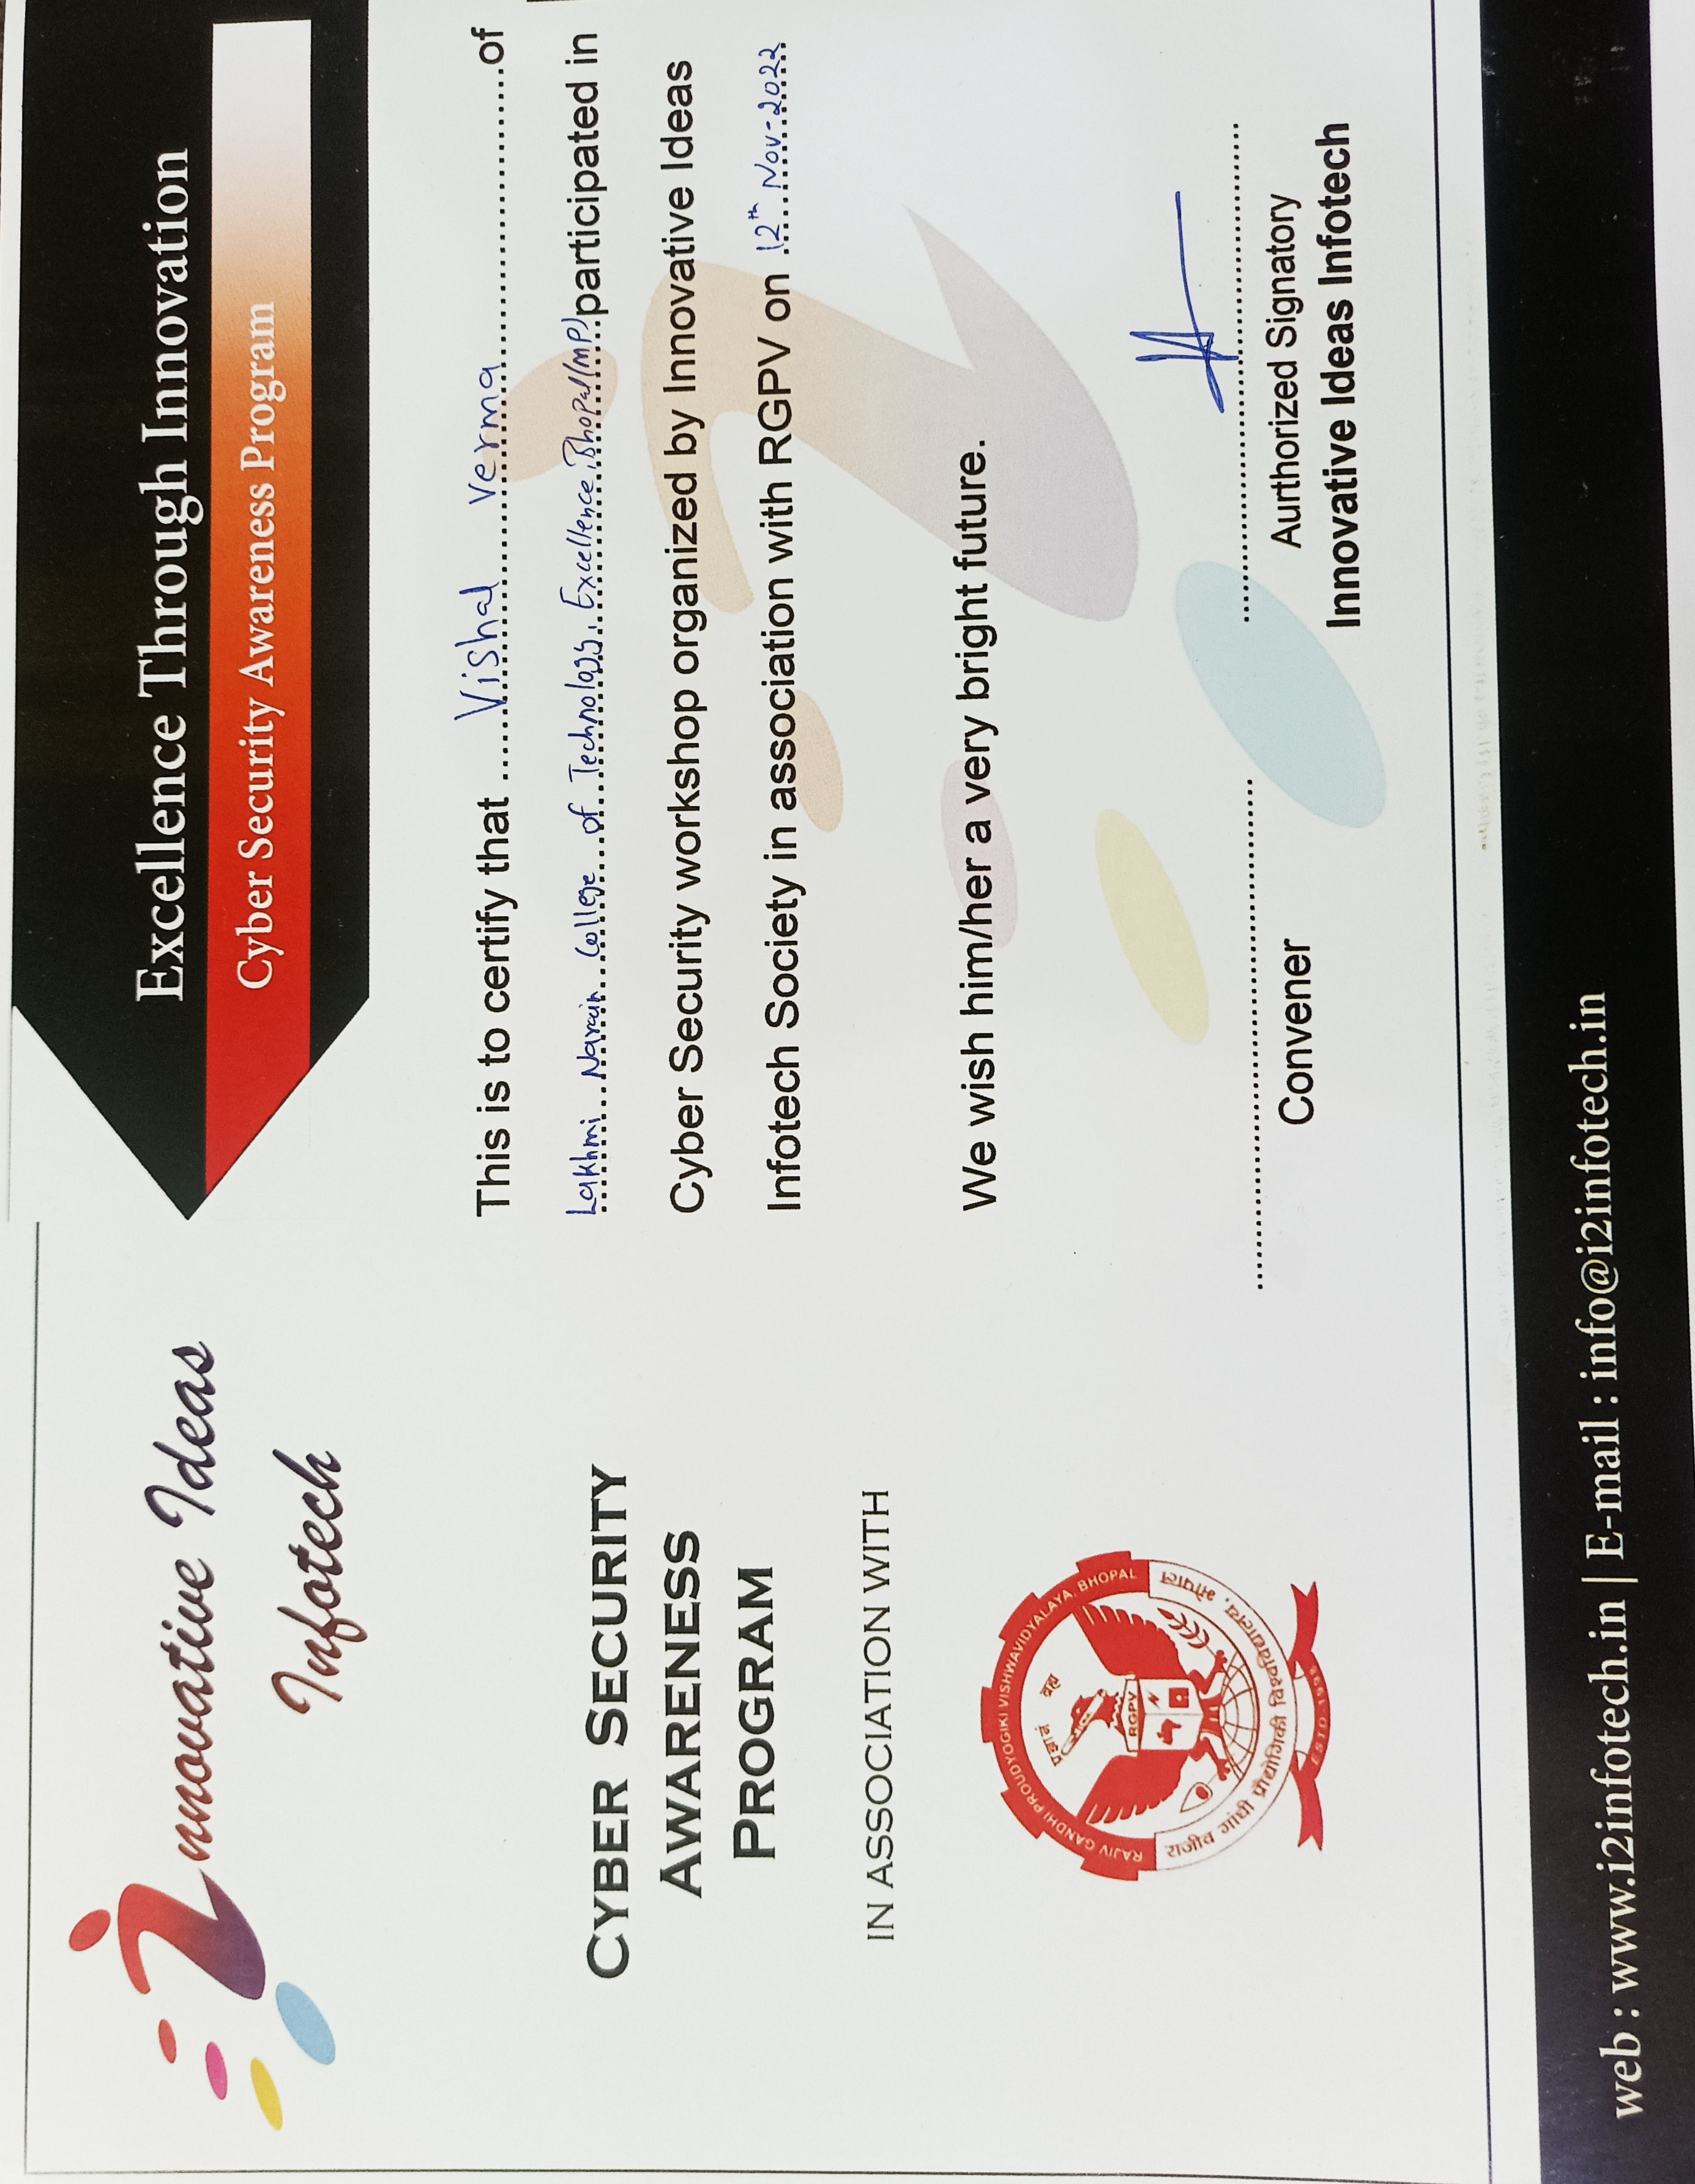 innovative Ideas
Infotech
Excellence Through Innovation
Cyber Security Awareness Program
CYBER SECURITY
AWARENESS
PROGRAM
IN ASSOCIATION WITH
RAJIV GANDHI PROUDYOGIKI VISHWAVIDYALAYA, BHOPAL
प्रज्ञानं ब्रह्म
RGPV
राजीव गांधी प्रौद्योगिकी विश्वविद्यालय, भोपाल
ESTD-1998
This is to certify that Vishal Verma of
Lakhmi Narain College of Technology, Excellence, Bhopal (MP) participated in
Cyber Security workshop organized by Innovative Ideas
Infotech Society in association with RGPV on 12th Nov-2022
We wish him/her a very bright future.
Convener
Aurthorized Signatory
Innovative Ideas Infotech
web : www.i2infotech.in | E-mail : info@i2infotech.in